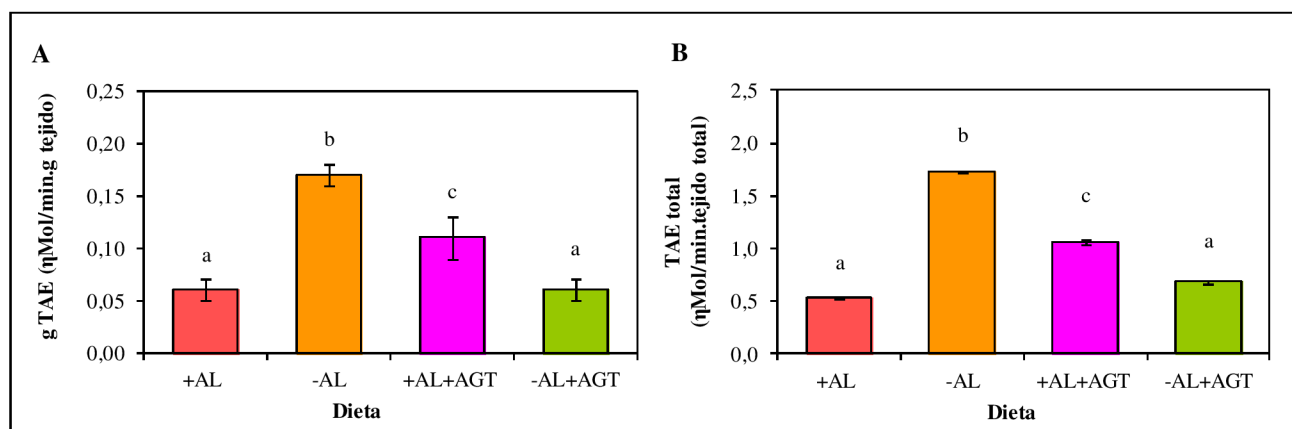 A
g TAE (ηMol/min.g tejido)
0,25
0,20
0,15
0,10
0,05
0,00
a
b
c
a
+AL
-AL
+AL+AGT
-AL+AGT
Dieta
B
TAE total
(ηMol/min.tejido total)
2,5
2,0
1,5
1,0
0,5
0,0
a
b
c
a
+AL
-AL
+AL+AGT
-AL+AGT
Dieta